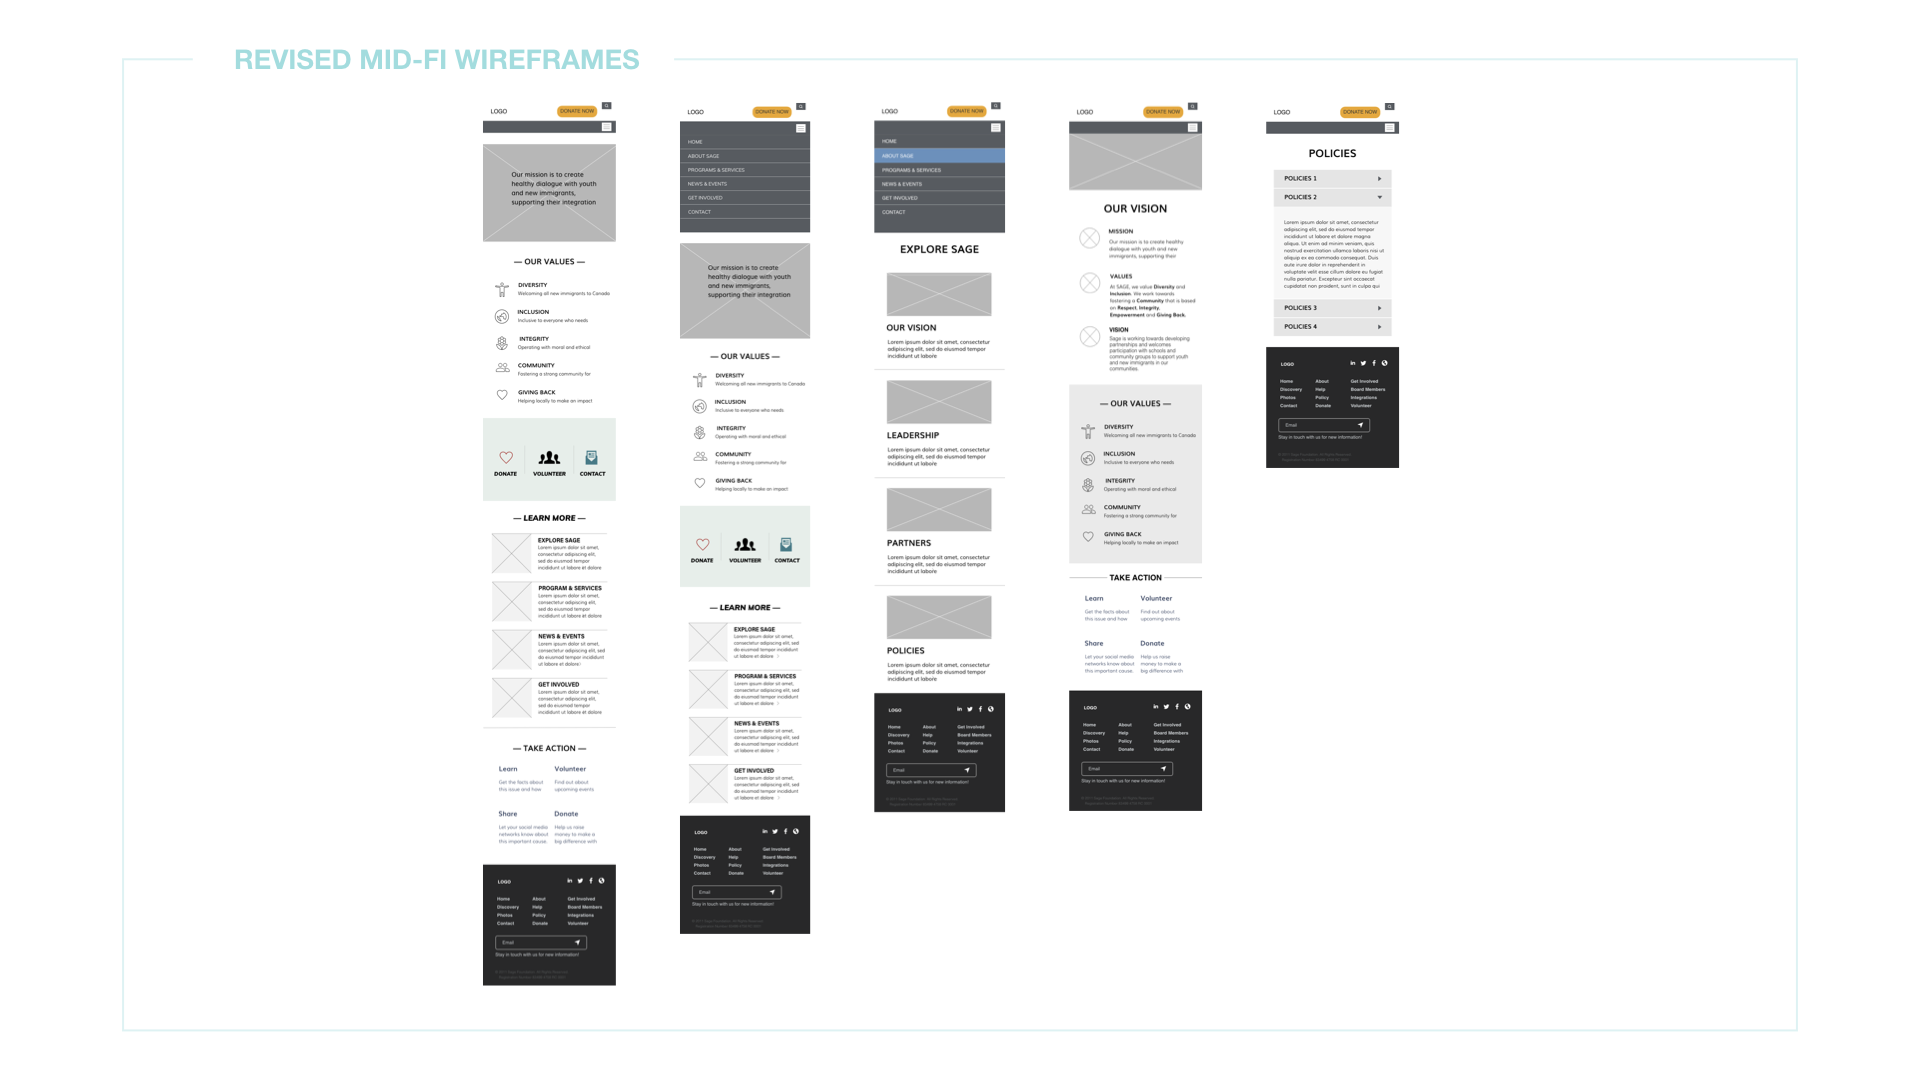 REVISED MID-FI WIREFRAMES
LOGO
DONATE NOW
Our mission is to create
healthy dialogue with youth
and new immigrants,
supporting their integration
— OUR VALUES —
DIVERSITY
Welcoming all new immigrants to Canada
INCLUSION
Inclusive to everyone who needs
INTEGRITY
Operating with moral and ethical
COMMUNITY
Fostering a strong community for
GIVING BACK
Helping locally to make an impact
DONATE
VOLUNTEER
CONTACT
— LEARN MORE —
EXPLORE SAGE
Lorem ipsum dolor sit amet,
consectetur adipiscing elit,
sed do eiusmod tempor
incididunt ut labore et dolore
PROGRAM & SERVICES
Lorem ipsum dolor sit amet,
consectetur adipiscing elit,
sed do eiusmod tempor
incididunt ut labore et dolore
NEWS & EVENTS
Lorem ipsum dolor sit amet,
consectetur adipiscing elit, sed
do eiusmod tempor incididunt
ut labore et dolore
GET INVOLVED
Lorem ipsum dolor sit amet,
consectetur adipiscing elit,
sed do eiusmod tempor
incididunt ut labore et dolore
— TAKE ACTION —
Learn
Get the facts about
this issue and how
Volunteer
Find out about
upcoming events
Share
Let your social media
networks know about
this important cause.
Donate
Help us raise
money to make a
big difference with
LOGO
Home About Get Involved
Discovery Help Board Members
Photos Policy Integrations
Contact Donate Volunteer
Email
Stay in touch with us for new information!
LOGO
DONATE NOW
HOME
ABOUT SAGE
PROGRAMS & SERVICES
NEWS & EVENTS
GET INVOLVED
CONTACT
Our mission is to create
healthy dialogue with youth
and new immigrants,
supporting their integration
— OUR VALUES —
DIVERSITY
Welcoming all new immigrants to Canada
INCLUSION
Inclusive to everyone who needs
INTEGRITY
Operating with moral and ethical
COMMUNITY
Fostering a strong community for
GIVING BACK
Helping locally to make an impact
DONATE
VOLUNTEER
CONTACT
— LEARN MORE —
EXPLORE SAGE
Lorem ipsum dolor sit amet,
consectetur adipiscing elit, sed
do eiusmod tempor incididunt
ut labore et dolore >
PROGRAM & SERVICES
Lorem ipsum dolor sit amet,
consectetur adipiscing elit, sed
do eiusmod tempor incididunt
ut labore et dolore >
NEWS & EVENTS
Lorem ipsum dolor sit amet,
consectetur adipiscing elit, sed
do eiusmod tempor incididunt
ut labore et dolore >
GET INVOLVED
Lorem ipsum dolor sit amet,
consectetur adipiscing elit, sed
do eiusmod tempor incididunt
ut labore et dolore >
LOGO
Home About Get Involved
Discovery Help Board Members
Photos Policy Integrations
Contact Donate Volunteer
Email
Stay in touch with us for new information!
LOGO
DONATE NOW
HOME
ABOUT SAGE
PROGRAMS & SERVICES
NEWS & EVENTS
GET INVOLVED
CONTACT
EXPLORE SAGE
OUR VISION
Lorem ipsum dolor sit amet, consectetur
adipiscing elit, sed do eiusmod tempor
incididunt ut labore
LEADERSHIP
Lorem ipsum dolor sit amet, consectetur
adipiscing elit, sed do eiusmod tempor
incididunt ut labore
PARTNERS
Lorem ipsum dolor sit amet, consectetur
adipiscing elit, sed do eiusmod tempor
incididunt ut labore
POLICIES
Lorem ipsum dolor sit amet, consectetur
adipiscing elit, sed do eiusmod tempor
incididunt ut labore
LOGO
Home About Get Involved
Discovery Help Board Members
Photos Policy Integrations
Contact Donate Volunteer
Email
Stay in touch with us for new information!
LOGO
DONATE NOW
OUR VISION
MISSION
Our mission is to create healthy
dialogue with youth and new
immigrants, supporting their
VALUES
At SAGE, we value Diversity and
Inclusion. We work towards
fostering a Community that is based
on Respect, Integrity,
Empowerment and Giving Back.
VISION
Sage is working towards developing
partnerships and welcomes
participation with schools and
community groups to support youth
and new immigrants in our
communities.
— OUR VALUES —
DIVERSITY
Welcoming all new immigrants to Canada
INCLUSION
Inclusive to everyone who needs
INTEGRITY
Operating with moral and ethical
COMMUNITY
Fostering a strong community for
GIVING BACK
Helping locally to make an impact
TAKE ACTION
Learn
Get the facts about
this issue and how
Volunteer
Find out about
upcoming events
Share
Let your social media
networks know about
this important cause.
Donate
Help us raise
money to make a
big difference with
LOGO
Home About Get Involved
Discovery Help Board Members
Photos Policy Integrations
Contact Donate Volunteer
Email
Stay in touch with us for new information!
LOGO
DONATE NOW
POLICIES
POLICIES 1
POLICIES 2
Lorem ipsum dolor sit amet, consectetur
adipiscing elit, sed do eiusmod tempor
incididunt ut labore et dolore magna
aliqua. Ut enim ad minim veniam, quis
nostrud exercitation ullamco laboris nisi ut
aliquip ex ea commodo consequat. Duis
aute irure dolor in reprehenderit in
voluptate velit esse cillum dolore eu fugiat
nulla pariatur. Excepteur sint occaecat
cupidatat non proident, sunt in culpa qui
POLICIES 3
POLICIES 4
LOGO
Home About Get Involved
Discovery Help Board Members
Photos Policy Integrations
Contact Donate Volunteer
Email
Stay in touch with us for new information!